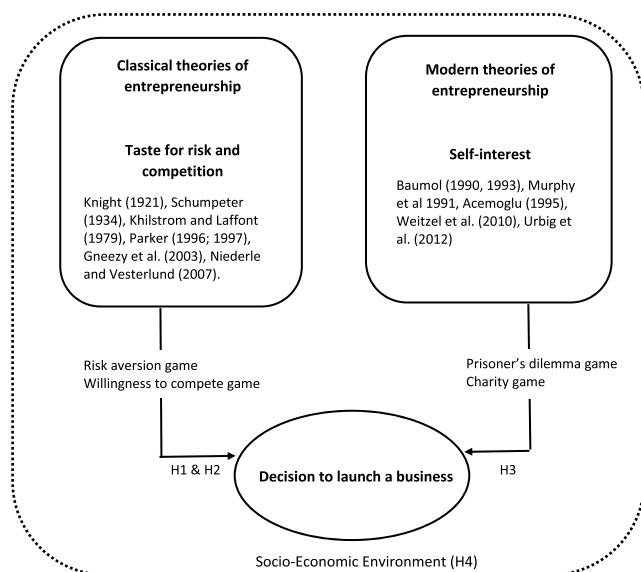 Classical theories of
entrepreneurship
Taste for risk and
competition
Knight (1921), Schumpeter
(1934), Khilstrom and Laffont
(1979), Parker (1996; 1997),
Gneezy et al. (2003), Niederle
and Vesterlund (2007).
Modern theories of
entrepreneurship
Self-interest
Baumol (1990, 1993), Murphy
et al 1991, Acemoglu (1995),
Weitzel et al. (2010), Urbig et
al. (2012)
Risk aversion game
Willingness to compete game
Prisoner’s dilemma game
Charity game
H1 & H2
H3
Decision to launch a business
Socio-Economic Environment (H4)